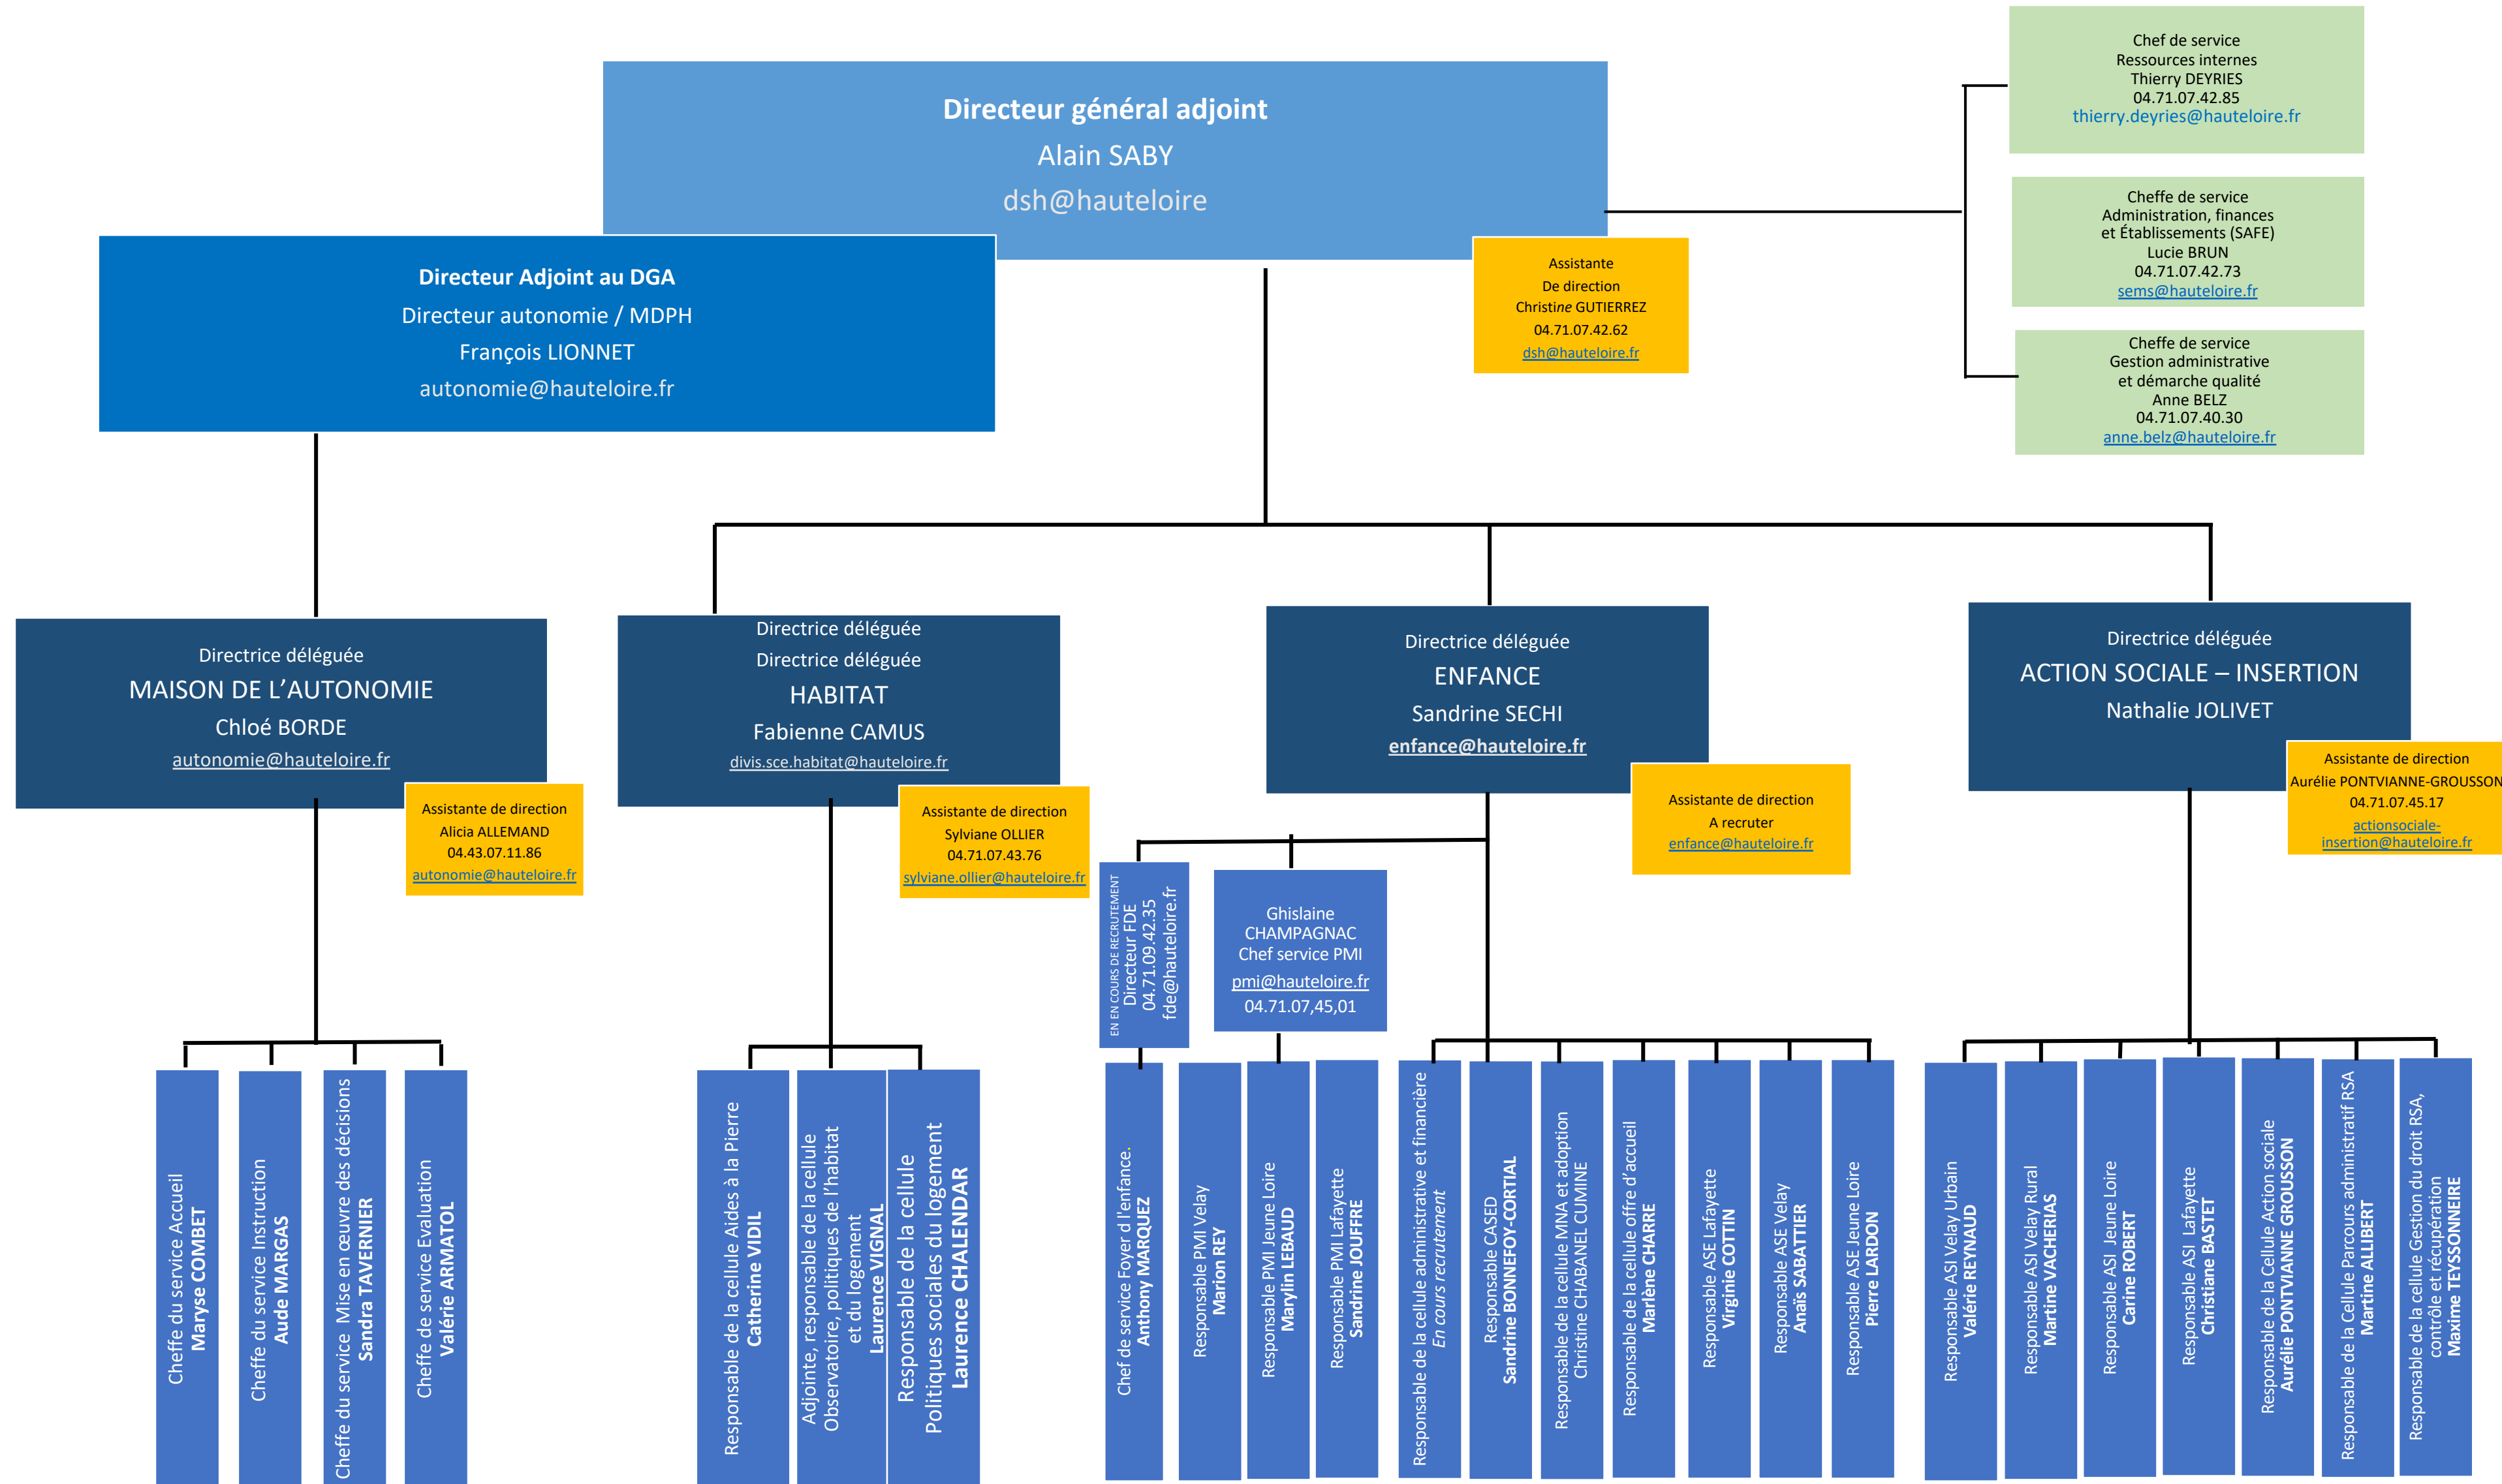 Directeur général adjoint
Alain SABY
dsh@hauteloire
Chef de service
Ressources internes
Thierry DEYRIES
04.71.07.42.85
thierry.deyries@hauteloire.fr
Cheffe de service
Administration, finances
et Établissements (SAFE)
Lucie BRUN
04.71.07.42.73
sems@hauteloire.fr
Cheffe de service
Gestion administrative
et démarche qualité
Anne BELZ
04.71.07.40.30
anne.belz@hauteloire.fr
Directeur Adjoint au DGA
Directeur autonomie / MDPH
François LIONNET
autonomie@hauteloire.fr
Assistante
De direction
Christine GUTIERREZ
04.71.07.42.62
dsh@hauteloire.fr
Directrice déléguée
MAISON DE L’AUTONOMIE
Chloé BORDE
autonomie@hauteloire.fr
Assistante de direction
Alicia ALLEMAND
04.43.07.11.86
autonomie@hauteloire.fr
Directrice déléguée
Directrice déléguée
HABITAT
Fabienne CAMUS
divis.sce.habitat@hauteloire.fr
Assistante de direction
Sylviane OLLIER
04.71.07.43.76
sylviane.ollier@hauteloire.fr
Directrice déléguée
ENFANCE
Sandrine SECHI
enfance@hauteloire.fr
Assistante de direction
A recruter
enfance@hauteloire.fr
Directrice déléguée
ACTION SOCIALE – INSERTION
Nathalie JOLIVET
Assistante de direction
Aurélie PONTVIANNE-GROUSSON
04.71.07.45.17
actionsociale-
insertion@hauteloire.fr
EN EN COURS DE RECRUTEMENT
Directeur FDE
04.71.09.42.35
fde@hauteloire.fr
Ghislaine
CHAMPAGNAC
Chef service PMI
pmi@hauteloire.fr
04.71.07,45,01
Cheffe du service Accueil
Maryse COMBET
Cheffe du service Instruction
Aude MARGAS
Cheffe du service Mise en œuvre des décisions
Sandra TAVERNIER
Cheffe de service Evaluation
Valérie ARMATOL
Responsable de la cellule Aides à la Pierre
Catherine VIDIL
Adjointe, responsable de la cellule
Observatoire, politiques de l’habitat
et du logement
Laurence VIGNAL
Responsable de la cellule
Politiques sociales du logement
Laurence CHALENDAR
Chef de service Foyer d l'enfance.
Anthony MARQUEZ
Responsable PMI Velay
Marion REY
Responsable PMI Jeune Loire
Marylin LEBAUD
Responsable PMI Lafayette
Sandrine JOUFFRE
Responsable de la cellule administrative et financière
En cours recrutement
Responsable CASED
Sandrine BONNEFOY-CORTIAL
Responsable de la cellule MNA et adoption
Christine CHABANEL CUMINE
Responsable de la cellule offre d’accueil
Marlène CHARRE
Responsable ASE Lafayette
Virginie COTTIN
Responsable ASE Velay
Anaïs SABATTIER
Responsable ASE Jeune Loire
Pierre LARDON
Responsable ASI Velay Urbain
Valérie REYNAUD
Responsable ASI Velay Rural
Martine VACHERIAS
Responsable ASI Jeune Loire
Carine ROBERT
Responsable ASI Lafayette
Christiane BASTET
Responsable de la Cellule Action sociale
Aurélie PONTVIANNE GROUSSON
Responsable de la Cellule Parcours administratif RSA
Martine ALLIBERT
Responsable de la cellule Gestion du droit RSA,
contrôle et récupération
Maxime TEYSSONNEIRE